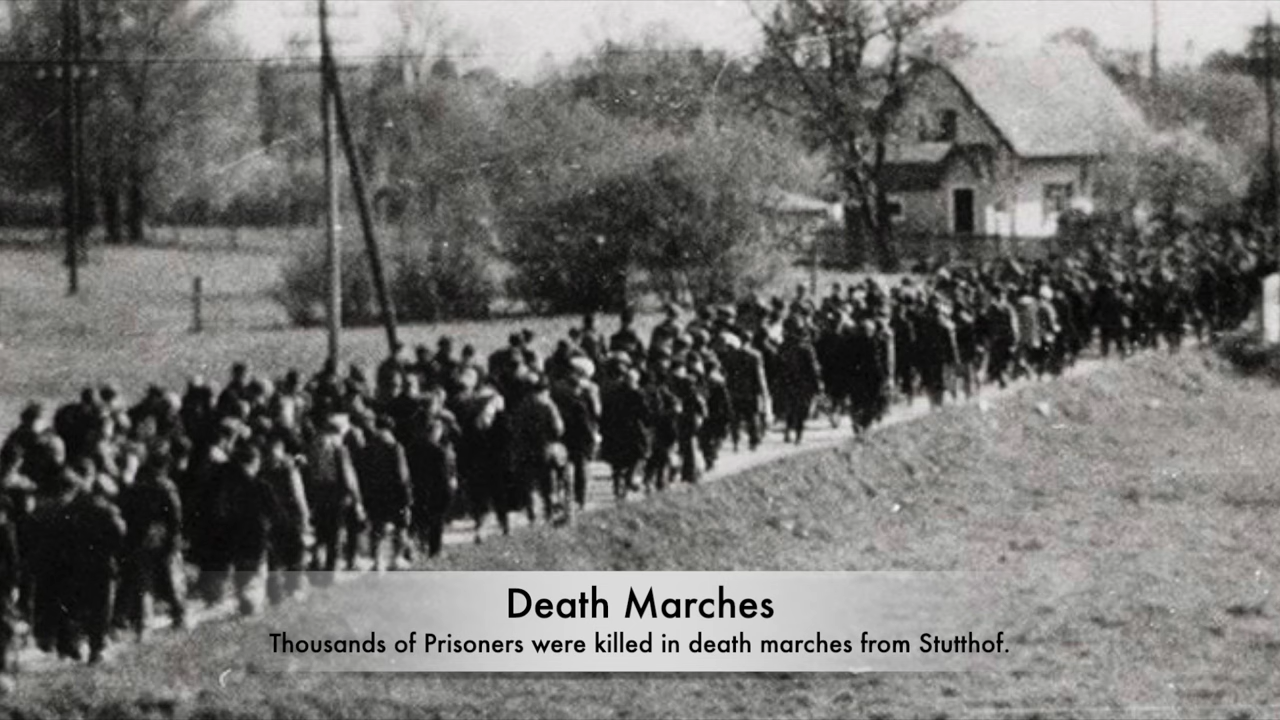 Death Marches
Thousands of Prisoners were killed in death marches from Stutthof.